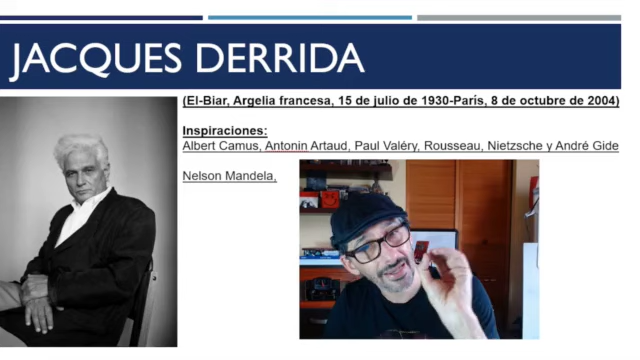 JACQUES DERRIDA
(El-Biar, Argelia francesa, 15 de julio de 1930-París, 8 de octubre de 2004)
Inspiraciones:
Albert Camus, Antonin Artaud, Paul Valéry, Rousseau, Nietzsche y André Gide
Nelson Mandela,